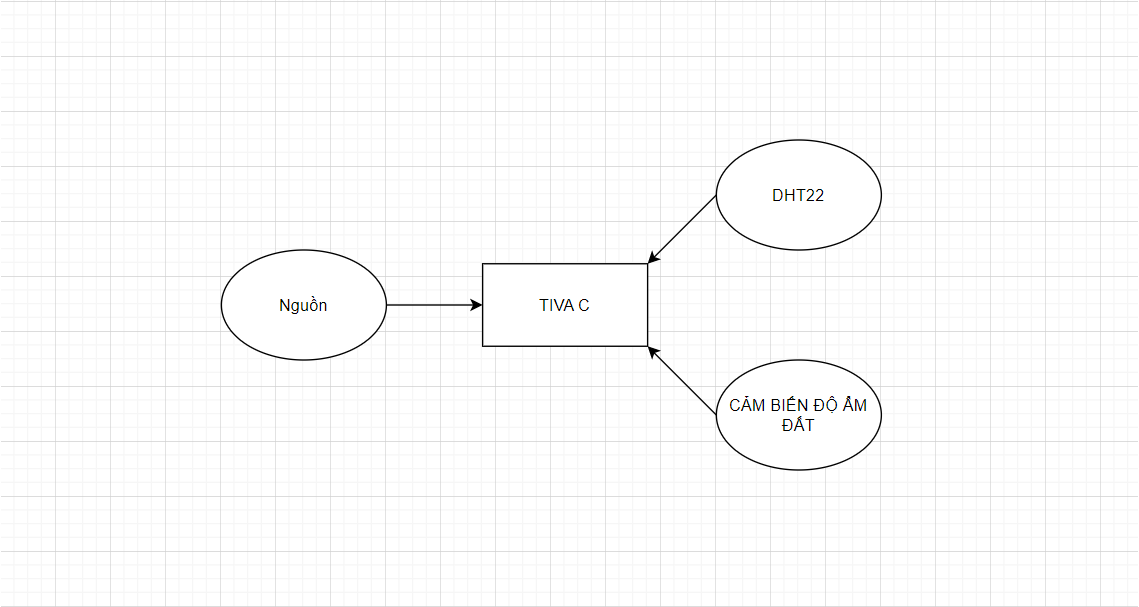 DHT22
Nguồn
TIVA C
CẢM BIẾN ĐỘ ẨM
ĐẤT